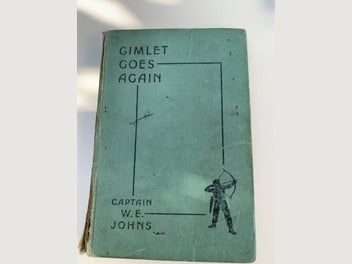 GIMLET
GOES
AGAIN
CAPTAIN
W. E.
JOHNS